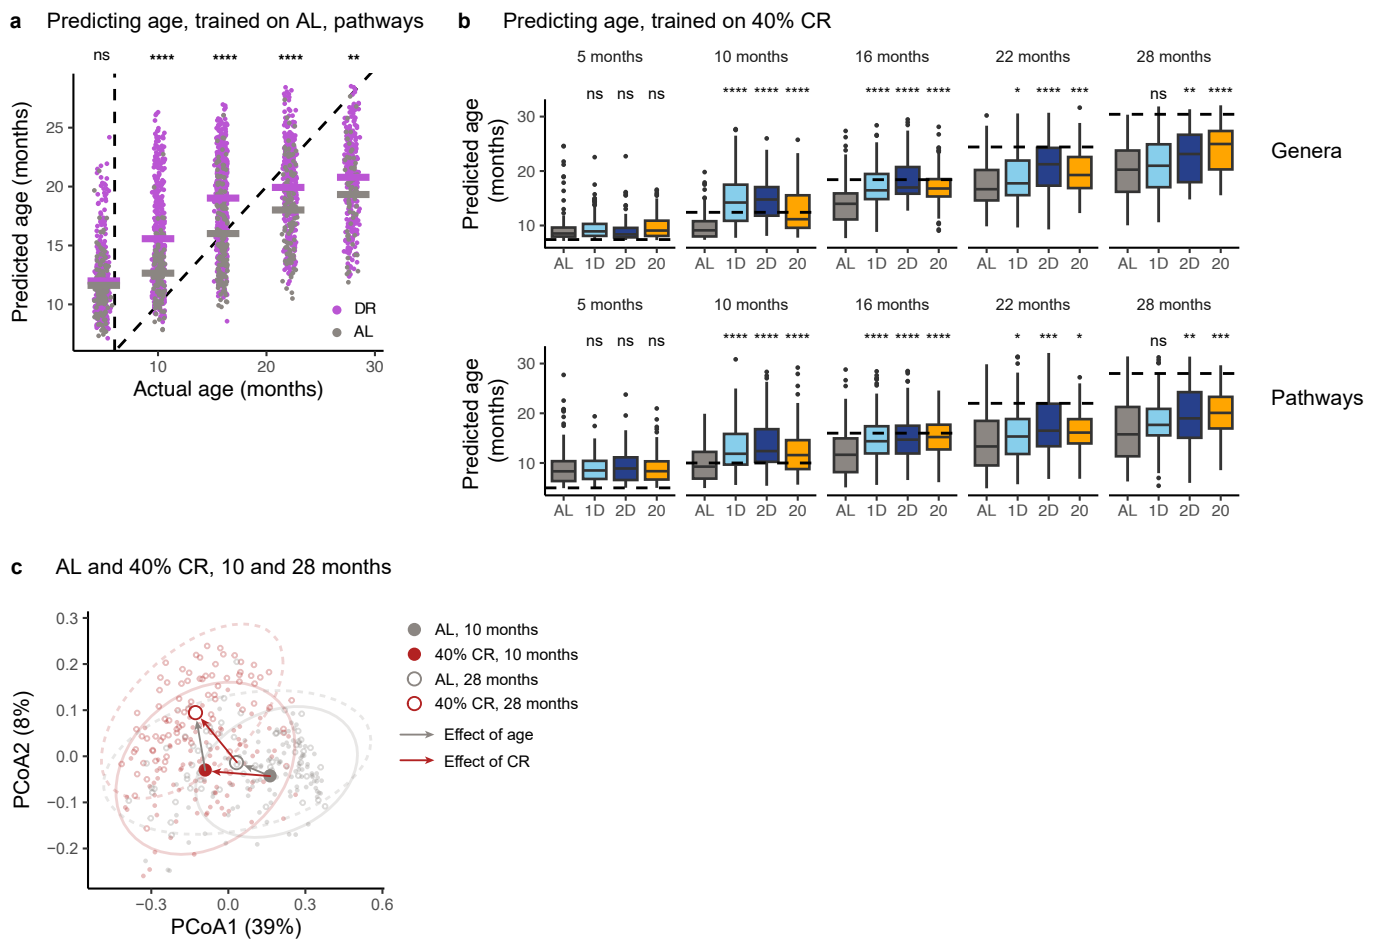 a Predicting age, trained on AL, pathways
ns **** **** **** **
Predicted age (months)
25
20
15
10
DR
AL
10 20 30
Actual age (months)
b Predicting age, trained on 40% CR
5 months 10 months 16 months 22 months 28 months
ns ns ns **** **** **** **** **** **** * **** *** ns ** ****
Predicted age
(months)
30
20
10
Genera
AL 1D 2D 20 AL 1D 2D 20 AL 1D 2D 20 AL 1D 2D 20 AL 1D 2D 20
5 months 10 months 16 months 22 months 28 months
ns ns ns **** **** **** **** **** **** * *** * ns ** ***
Predicted age
(months)
30
20
10
Pathways
AL 1D 2D 20 AL 1D 2D 20 AL 1D 2D 20 AL 1D 2D 20 AL 1D 2D 20
c AL and 40% CR, 10 and 28 months
PCoA2 (8%)
0.3
0.2
0.1
0.0
−0.1
−0.2
−0.3 0.0 0.3 0.6
PCoA1 (39%)
AL, 10 months
40% CR, 10 months
AL, 28 months
40% CR, 28 months
Effect of age
Effect of CR